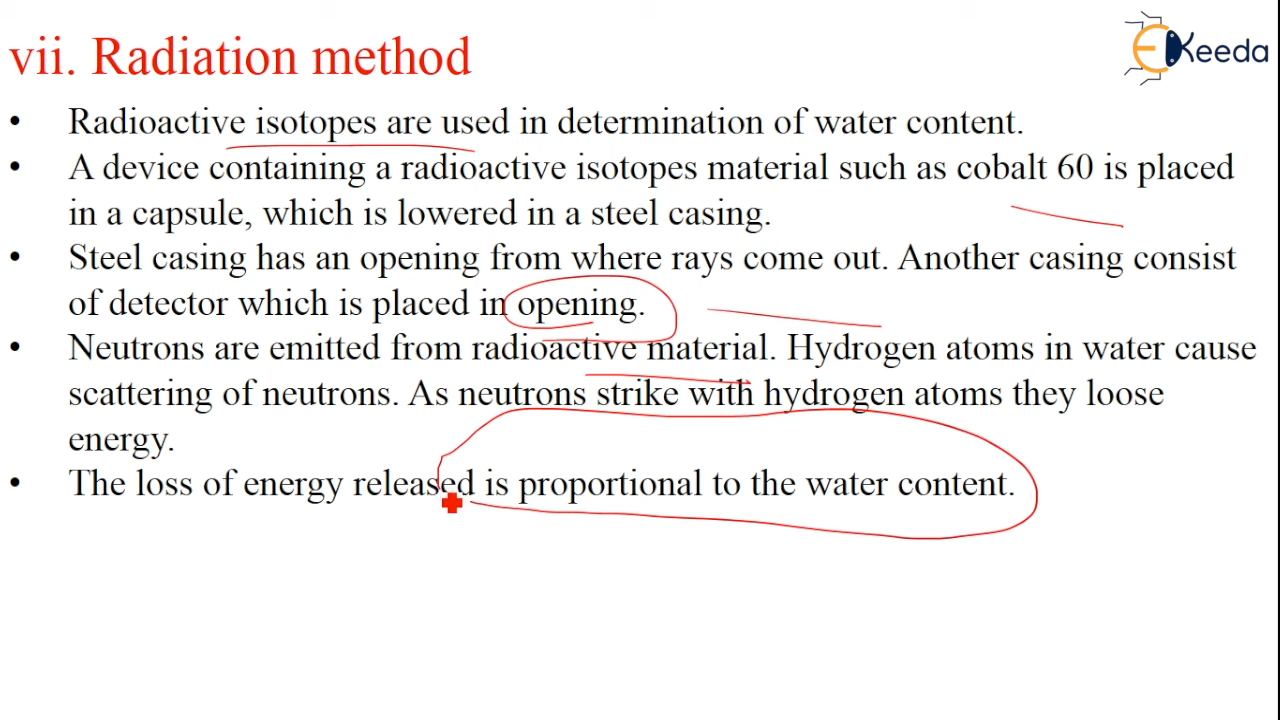 vii. Radiation method
EKeeda
• Radioactive isotopes are used in determination of water content.
• A device containing a radioactive isotopes material such as cobalt 60 is placed
in a capsule, which is lowered in a steel casing.
• Steel casing has an opening from where rays come out. Another casing consist
of detector which is placed in opening.
• Neutrons are emitted from radioactive material. Hydrogen atoms in water cause
scattering of neutrons. As neutrons strike with hydrogen atoms they loose
energy.
• The loss of energy released is proportional to the water content.